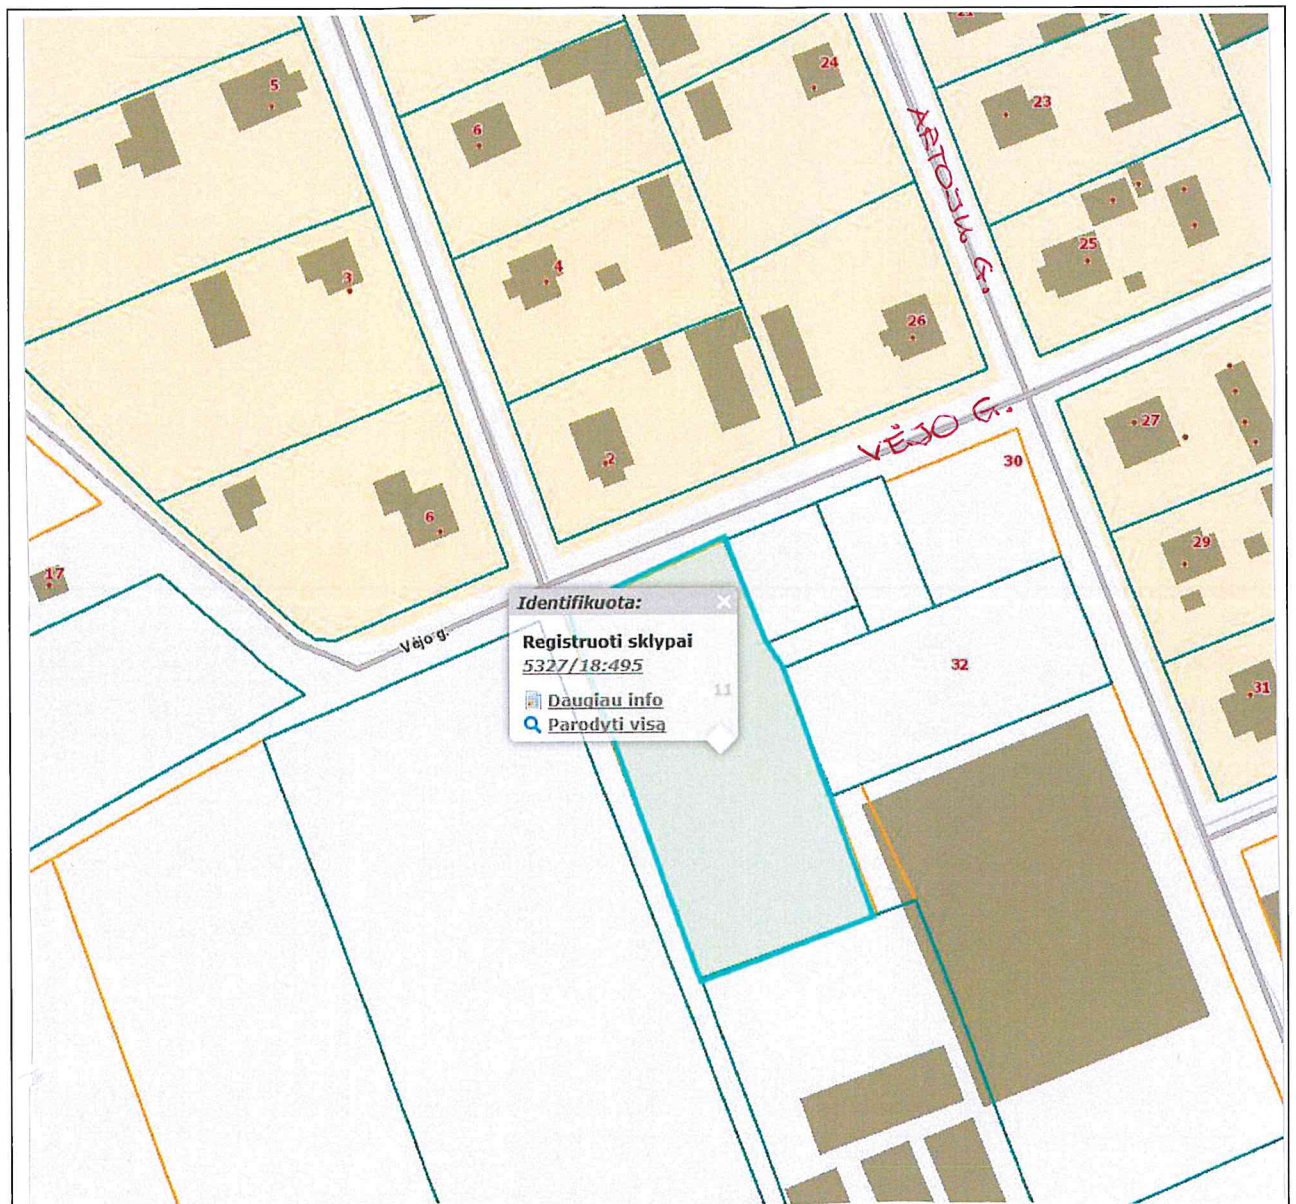 21
24
5
23
6
ARTOJŲ G.
25
3
4
26
VĖJO G.
27
2
30
6
29
17
Identifikuota:
Vėjo g.
Registruoti sklypai
5327/18:495
32
11
31
Daugiau info
Parodyti visą